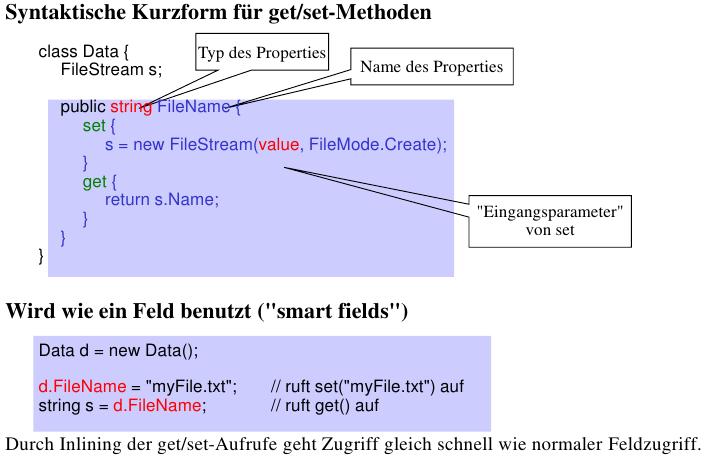 Syntaktische Kurzform für get/set-Methoden
class Data {
FileStream s;
Typ des Properties
Name des Properties
public string FileName {
set {
s = new FileStream(value, FileMode.Create);
}
get {
return s.Name;
}
}
}
"Eingangsparameter"
von set
Wird wie ein Feld benutzt ("smart fields")
Data d = new Data();
d.FileName = "myFile.txt"; // ruft set("myFile.txt") auf
string s = d.FileName; // ruft get() auf
Durch Inlining der get/set-Aufrufe geht Zugriff gleich schnell wie normaler Feldzugriff.